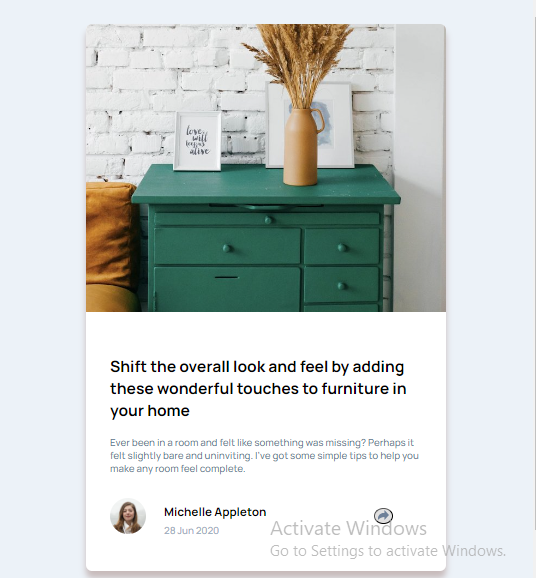 love
will
keep us
alive
Shift the overall look and feel by adding
these wonderful touches to furniture in
your home
Ever been in a room and felt like something was missing? Perhaps it
felt slightly bare and uninviting. I've got some simple tips to help you
make any room feel complete.
Michelle Appleton
28 Jun 2020
Activate Windows
Go to Settings to activate Windows.